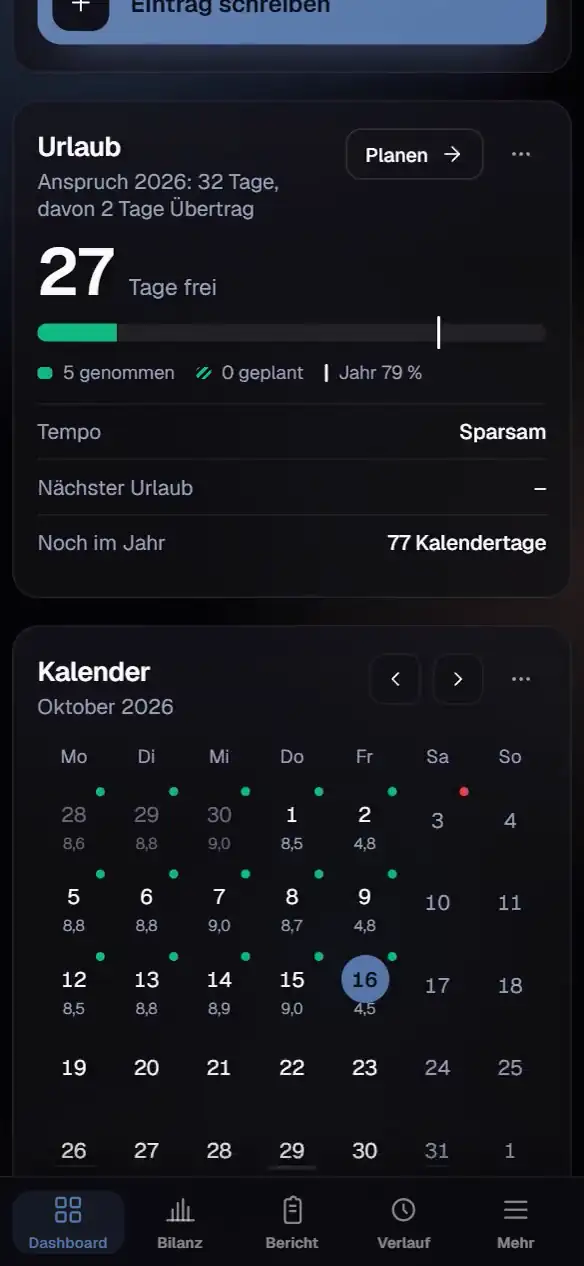 Eintrag schreiben
Urlaub
Planen →
Anspruch 2026: 32 Tage,
davon 2 Tage Übertrag
27 Tage frei
5 genommen 0 geplant Jahr 79 %
Tempo Sparsam
Nächster Urlaub –
Noch im Jahr 77 Kalendertage
Kalender
Oktober 2026
Mo Di Mi Do Fr Sa So
28 29 30 1 2 3 4
8,6 8,8 9,0 8,5 4,8
5 6 7 8 9 10 11
8,8 8,8 9,0 8,7 4,8
12 13 14 15 16 17 18
8,5 8,8 8,9 9,0 4,5
19 20 21 22 23 24 25
26 27 28 29 30 31 1
Dashboard Bilanz Bericht Verlauf Mehr